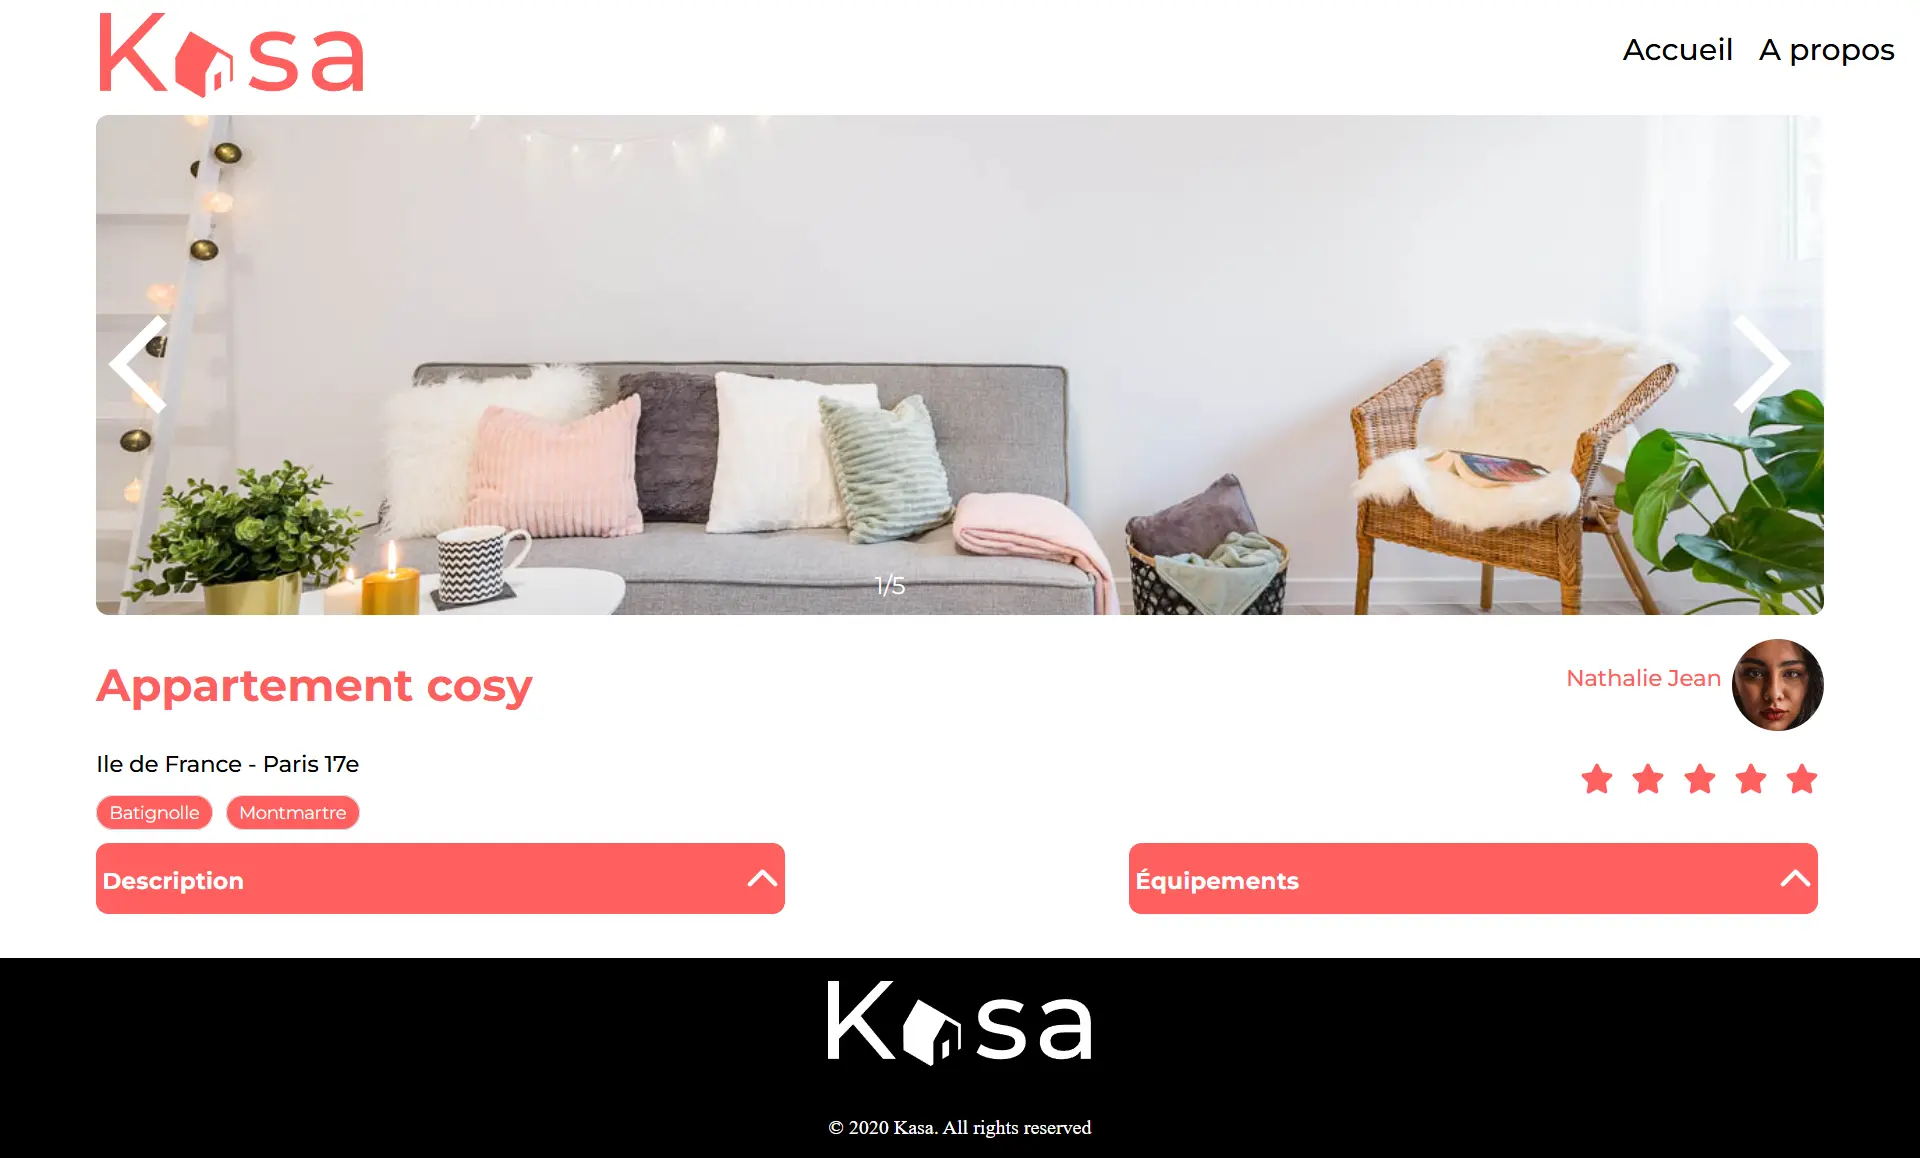 Kasa
Accueil A propos
1/5
Appartement cosy
Nathalie Jean
Ile de France - Paris 17e
Batignolle Montmartre
Description
Équipements
Kasa
© 2020 Kasa. All rights reserved